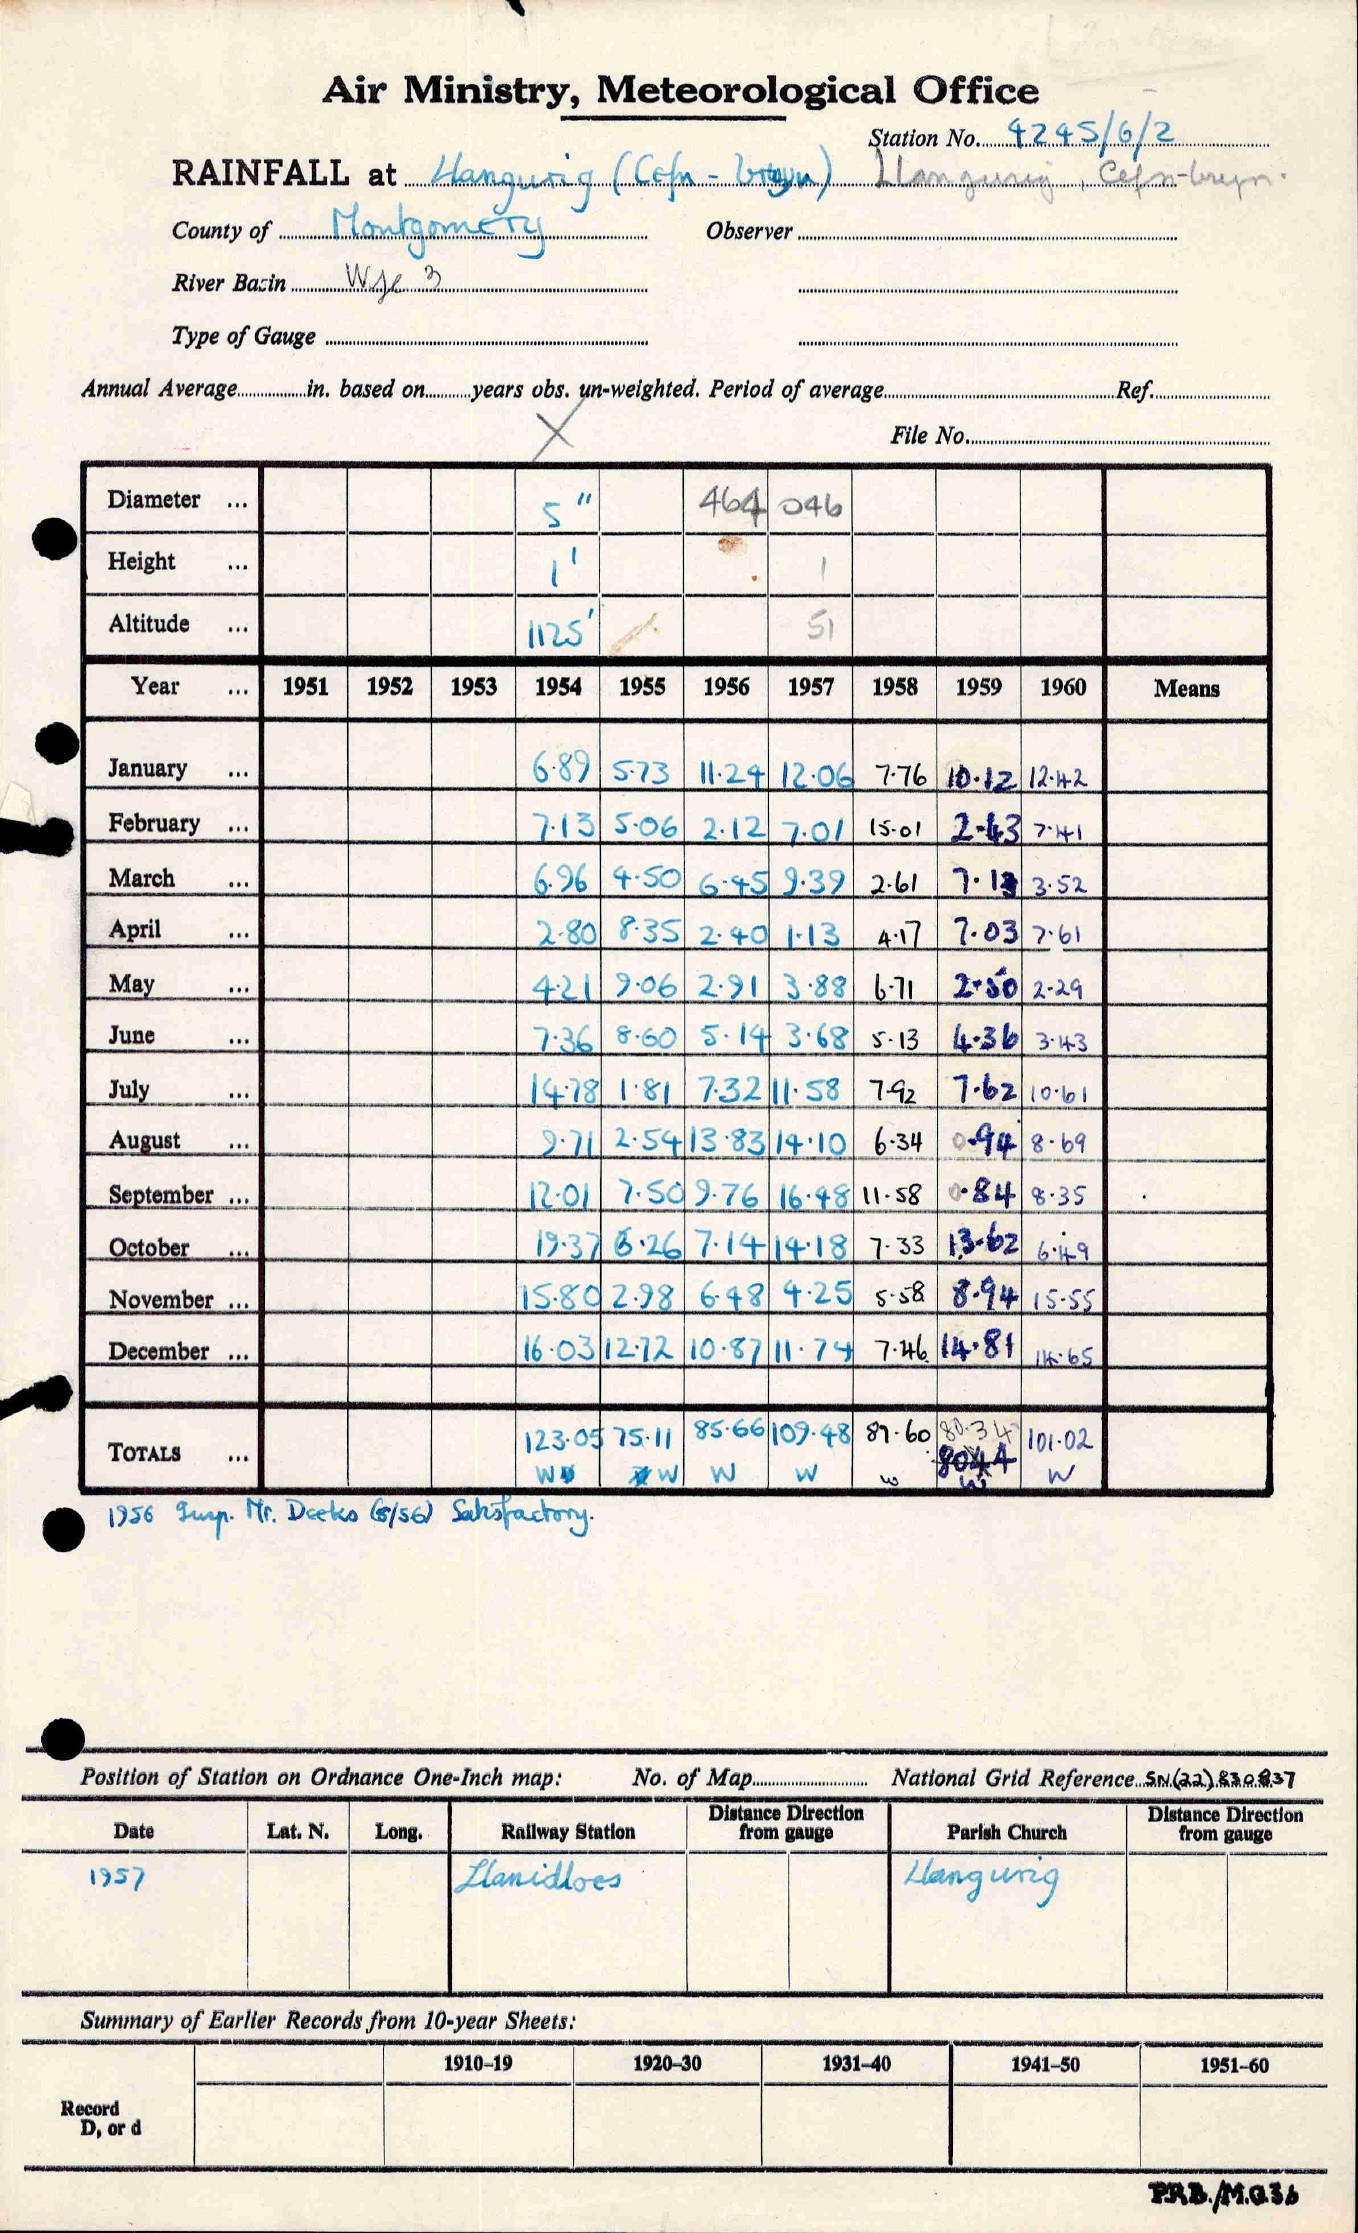 Air Ministry, Meteorological Office
Station No. 4245/6/2
RAINFALL at Llangurig (Cefn-bregn) Llangurig, Cefn-bregn.
County of Montgomery Observer
River Basin Wye 3
Type of Gauge
Annual Average in. based on years obs. un-weighted. Period of average Ref.
X
File No.
Diameter ... 5" 464 046
Height ... 1' 1
Altitude ... 1125' 51
Year ... 1951 1952 1953 1954 1955 1956 1957 1958 1959 1960 Means
January ... 6.89 5.73 11.24 12.06 7.76 10.12 12.42
February ... 7.13 5.06 2.12 7.01 15.01 2.43 7.41
March ... 6.96 4.50 6.45 9.39 2.61 7.13 3.52
April ... 2.80 8.35 2.40 1.13 4.17 7.03 7.61
May ... 4.21 9.06 2.91 3.88 6.71 2.50 2.29
June ... 7.36 8.60 5.14 3.68 5.13 4.36 3.43
July ... 14.78 1.81 7.32 11.58 7.92 7.62 10.61
August ... 9.71 2.54 13.83 14.10 6.34 0.94 8.69
September ... 12.01 7.50 9.76 16.48 11.58 0.84 8.35
October ... 19.37 6.26 7.14 14.18 7.33 13.62 6.49
November ... 15.80 2.98 6.48 4.25 5.58 8.94 15.55
December ... 16.03 12.72 10.87 11.74 7.46 14.81 14.65
TOTALS ... 123.05 75.11 85.66 109.48 87.60 80.34 101.02
80.44
W W W W W W W
1956 Insp. Mr. Deeks (8/56) Satisfactory.
Position of Station on Ordnance One-Inch map: No. of Map National Grid Reference SN(22)830837
Date Lat. N. Long. Railway Station Distance Direction from gauge Parish Church Distance Direction from gauge
1957 Llanidloes Llangurig
Summary of Earlier Records from 10-year Sheets:
1910–19 1920–30 1931–40 1941–50 1951–60
Record
D, or d
PRB./M.O.36